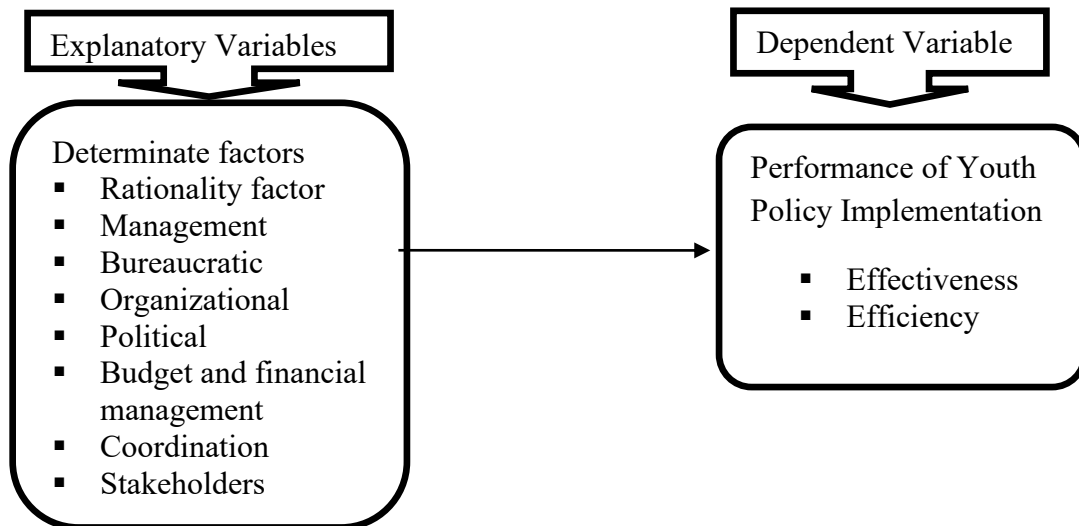 Explanatory Variables
Dependent Variable
Determinate factors
▪ Rationality factor
▪ Management
▪ Bureaucratic
▪ Organizational
▪ Political
▪ Budget and financial
management
▪ Coordination
▪ Stakeholders
Performance of Youth
Policy Implementation
▪ Effectiveness
▪ Efficiency